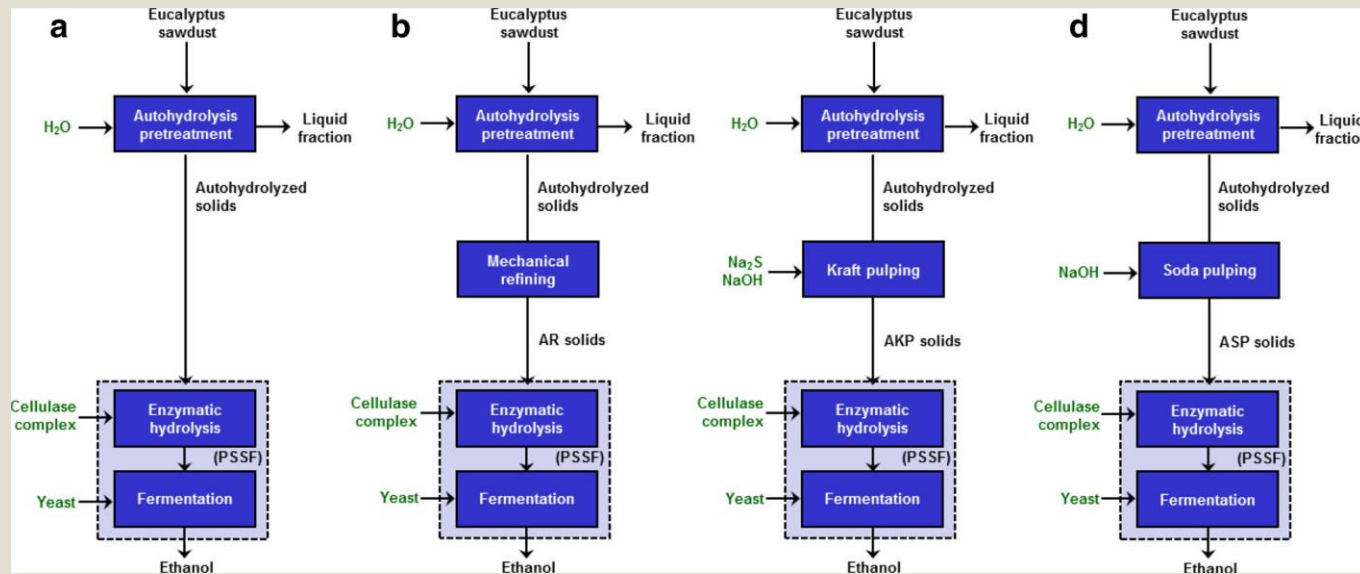 a
Eucalyptus
sawdust
H₂O
Autohydrolysis
pretreatment
Liquid
fraction
Autohydrolyzed
solids
Cellulase
complex
Enzymatic
hydrolysis
(PSSF)
Yeast
Fermentation
Ethanol
b
Eucalyptus
sawdust
H₂O
Autohydrolysis
pretreatment
Liquid
fraction
Autohydrolyzed
solids
Mechanical
refining
AR solids
Cellulase
complex
Enzymatic
hydrolysis
(PSSF)
Yeast
Fermentation
Ethanol
Eucalyptus
sawdust
H₂O
Autohydrolysis
pretreatment
Liquid
fraction
Autohydrolyzed
solids
Na₂S
NaOH
Kraft pulping
AKP solids
Cellulase
complex
Enzymatic
hydrolysis
(PSSF)
Yeast
Fermentation
Ethanol
d
Eucalyptus
sawdust
H₂O
Autohydrolysis
pretreatment
Liquid
fraction
Autohydrolyzed
solids
NaOH
Soda pulping
ASP solids
Cellulase
complex
Enzymatic
hydrolysis
(PSSF)
Yeast
Fermentation
Ethanol